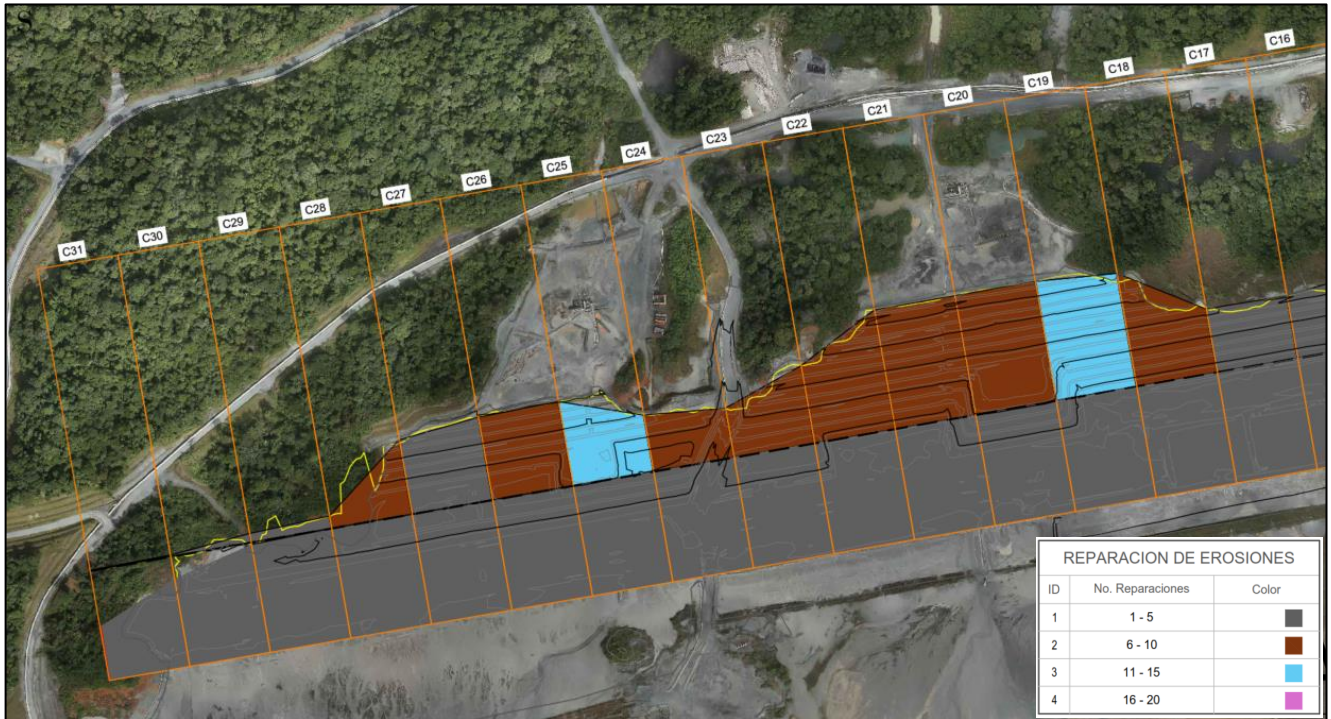 S
C16
C17
C18
C19
C20
C21
C22
C23
C24
C25
C26
C27
C28
C29
C30
C31
REPARACION DE EROSIONES
ID No. Reparaciones Color
1 1 - 5
2 6 - 10
3 11 - 15
4 16 - 20